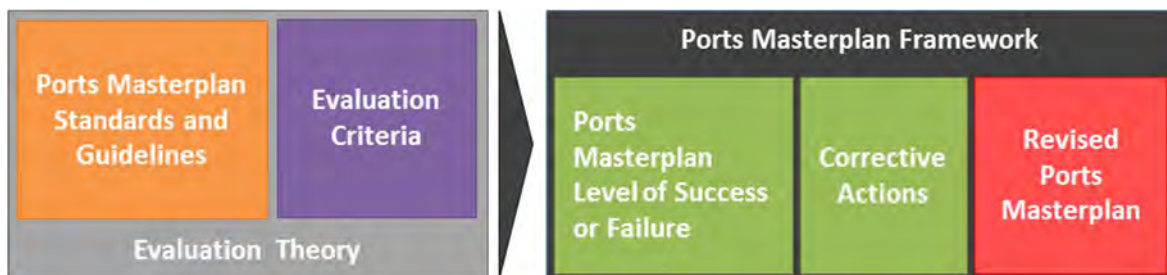 Ports Masterplan
Standards and
Guidelines
Evaluation
Criteria
Evaluation Theory
Ports Masterplan Framework
Ports
Masterplan
Level of Success
or Failure
Corrective
Actions
Revised
Ports
Masterplan